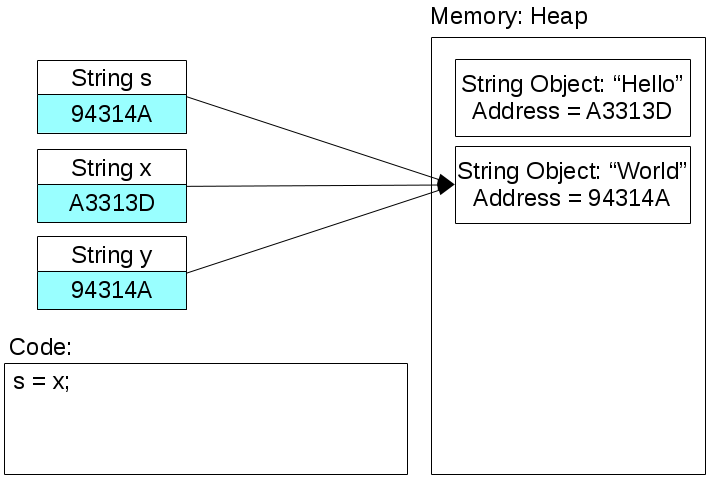 Memory: Heap
String s
94314A
String x
A3313D
String y
94314A
String Object: “Hello”
Address = A3313D
String Object: “World”
Address = 94314A
Code:
s = x;